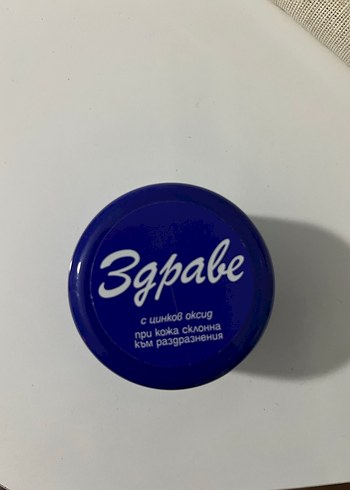 Здраве
с цинков оксид
при кожа склонна
към раздразнения